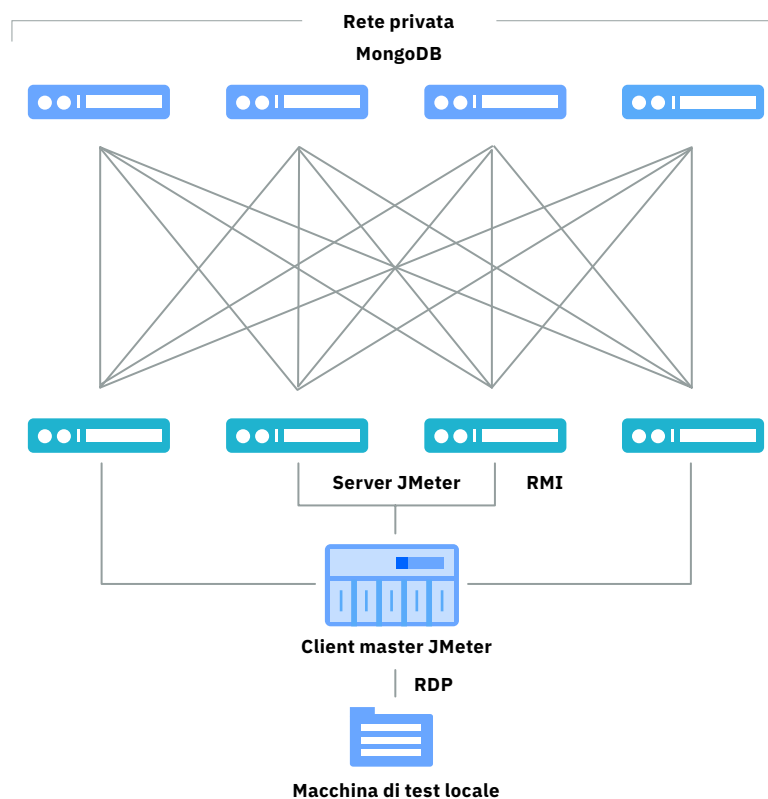 Rete privata
MongoDB
Server JMeter
RMI
Client master JMeter
RDP
Macchina di test locale